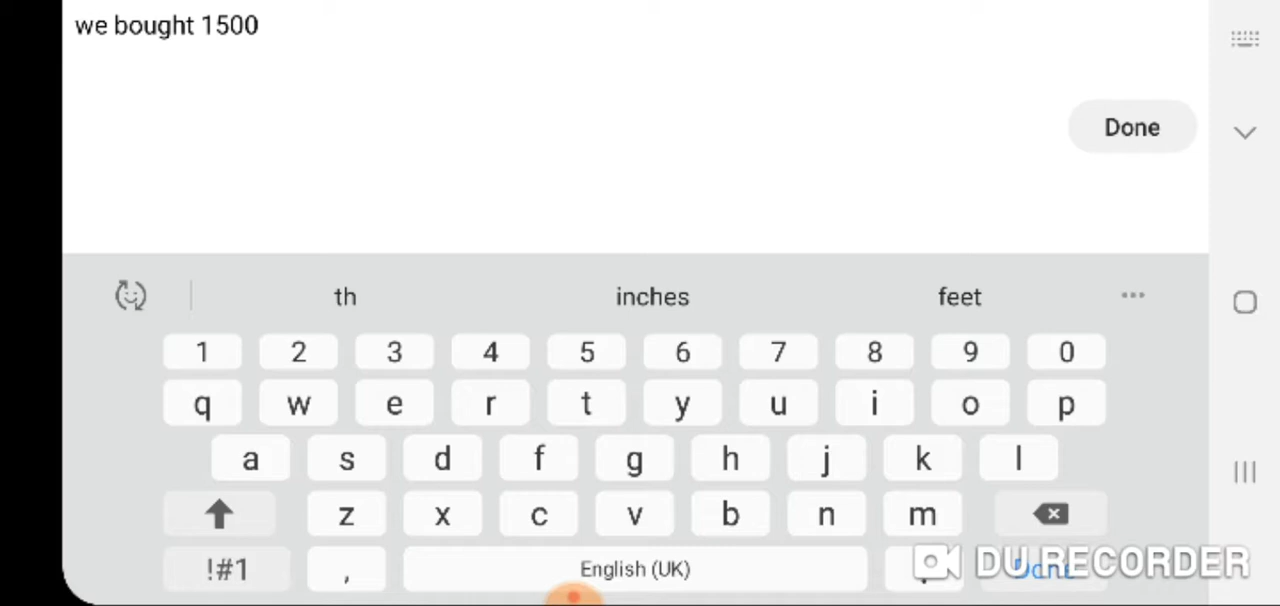 we bought 1500
Done
th inches feet
1 2 3 4 5 6 7 8 9 0
q w e r t y u i o p
a s d f g h j k l
z x c v b n m
!#1 , English (UK) . Done
DU RECORDER